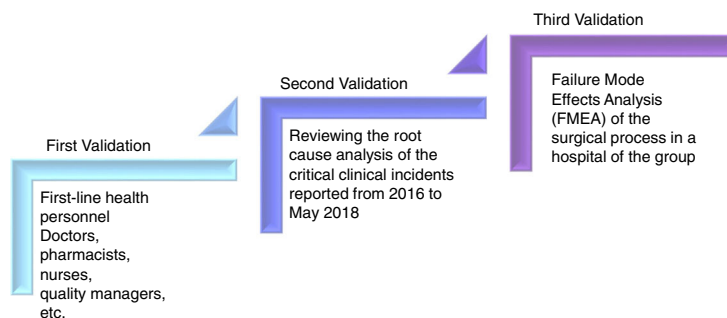 First Validation
First-line health
personnel
Doctors,
pharmacists,
nurses,
quality managers,
etc.
Second Validation
Reviewing the root
cause analysis of the
critical clinical incidents
reported from 2016 to
May 2018
Third Validation
Failure Mode
Effects Analysis
(FMEA) of the
surgical process in a
hospital of the group